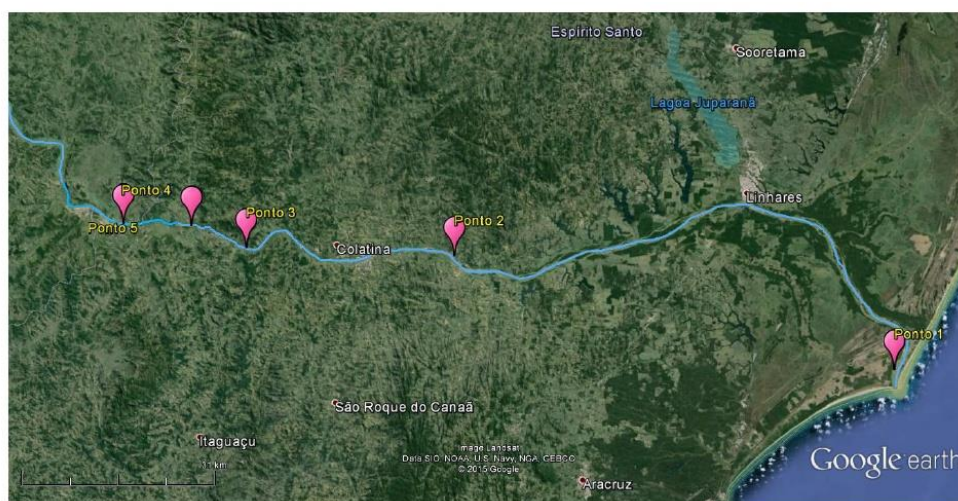 Espírito Santo
Sooretama
Lagoa Juparanã
Ponto 4
Linhares
Ponto 3
Ponto 2
Ponto 5
Colatina
Ponto 1
São Roque do Canaã
Itaguaçu
Image Landsat
Data SIO, NOAA, U.S. Navy, NGA, GEBCO
© 2015 Google
km
Google earth
Aracruz